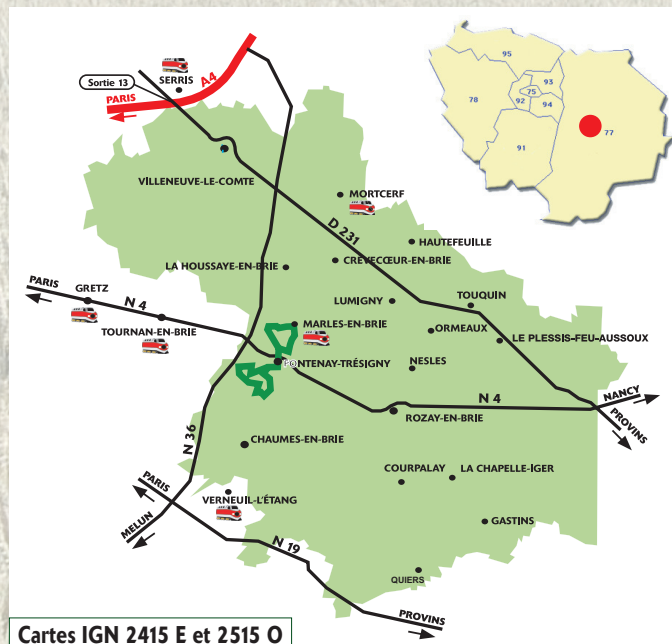 95
93
78
75
92
94
77
91
A4
SERRIS
Sortie 13
PARIS
VILLENEUVE-LE-COMTE
MORTCERF
D 231
HAUTEFEUILLE
CRÈVECŒUR-EN-BRIE
LA HOUSSAYE-EN-BRIE
PARIS
GRETZ
N 4
LUMIGNY
TOUQUIN
TOURNAN-EN-BRIE
MARLES-EN-BRIE
ORMEAUX
LE PLESSIS-FEU-AUSSOUX
FONTENAY-TRÉSIGNY
NESLES
N 4
NANCY
PROVINS
ROZAY-EN-BRIE
N 36
CHAUMES-EN-BRIE
PARIS
COURPALAY
LA CHAPELLE-IGER
VERNEUIL-L'ÉTANG
MELUN
GASTINS
N 19
QUIERS
PROVINS
Cartes IGN 2415 E et 2515 O